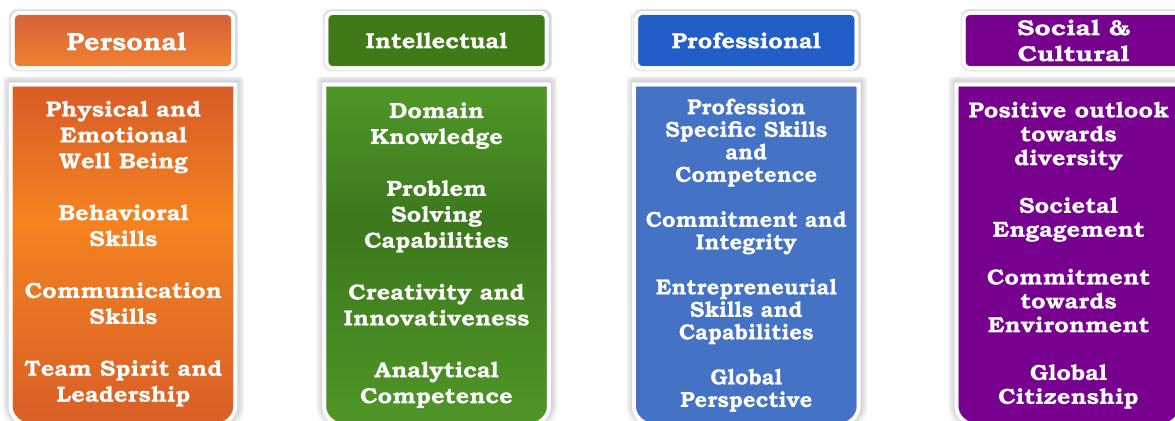 Personal
Physical and
Emotional
Well Being
Behavioral
Skills
Communication
Skills
Team Spirit and
Leadership
Intellectual
Domain
Knowledge
Problem
Solving
Capabilities
Creativity and
Innovativeness
Analytical
Competence
Professional
Profession
Specific Skills
and
Competence
Commitment and
Integrity
Entrepreneurial
Skills and
Capabilities
Global
Perspective
Social &
Cultural
Positive outlook
towards
diversity
Societal
Engagement
Commitment
towards
Environment
Global
Citizenship